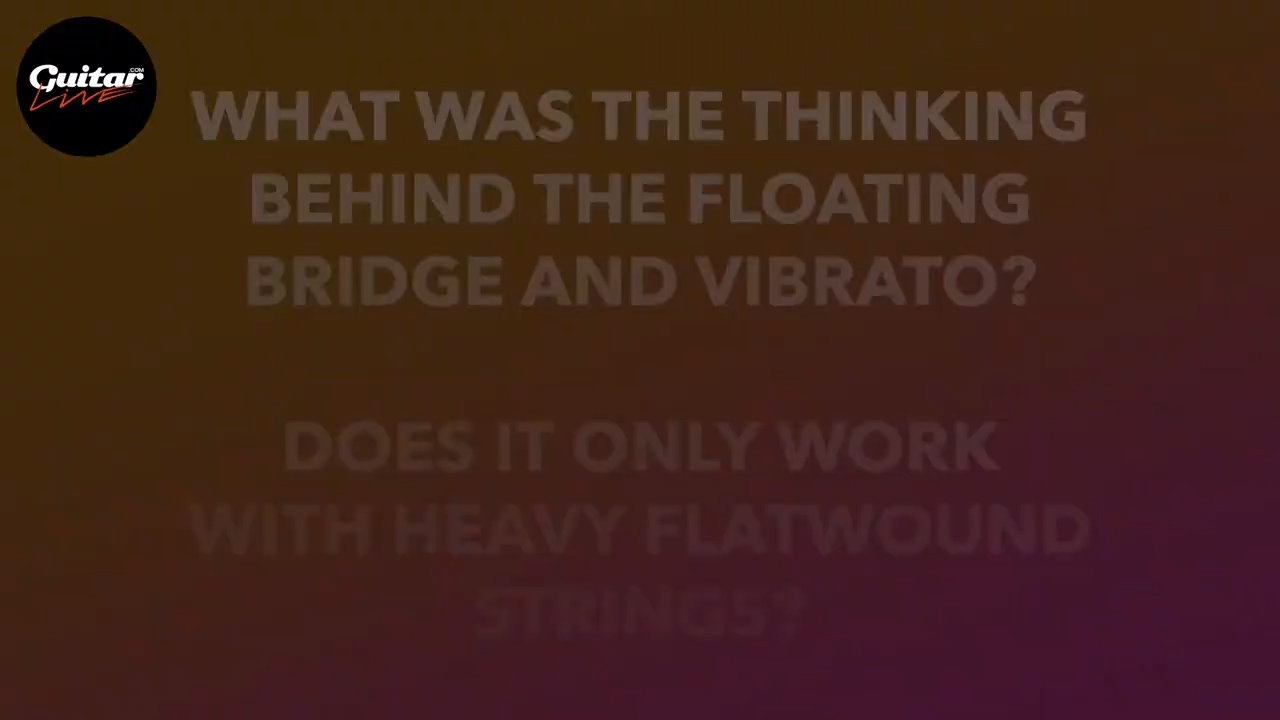 Guitar.COM
LIVE
WHAT WAS THE THINKING
BEHIND THE FLOATING
BRIDGE AND VIBRATO?
DOES IT ONLY WORK
WITH HEAVY FLATWOUND
STRINGS?